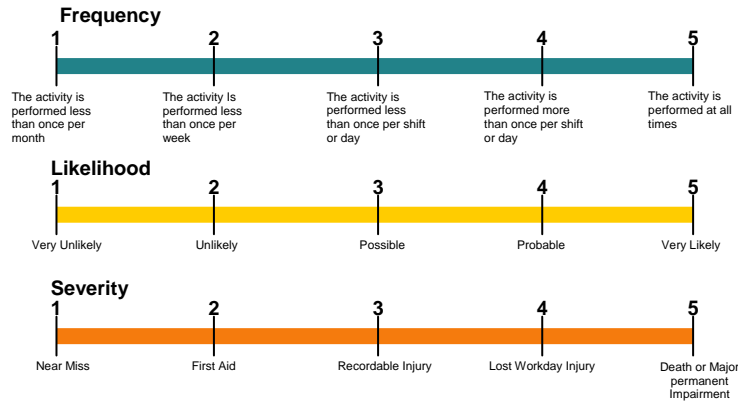 Frequency
1 2 3 4 5
The activity is
performed less
than once per
month
The activity Is
performed less
than once per
week
The activity is
performed less
than once per shift
or day
The activity is
performed more
than once per shift
or day
The activity is
performed at all
times
Likelihood
1 2 3 4 5
Very Unlikely Unlikely Possible Probable Very Likely
Severity
1 2 3 4 5
Near Miss First Aid Recordable Injury Lost Workday Injury Death or Major
permanent
Impairment